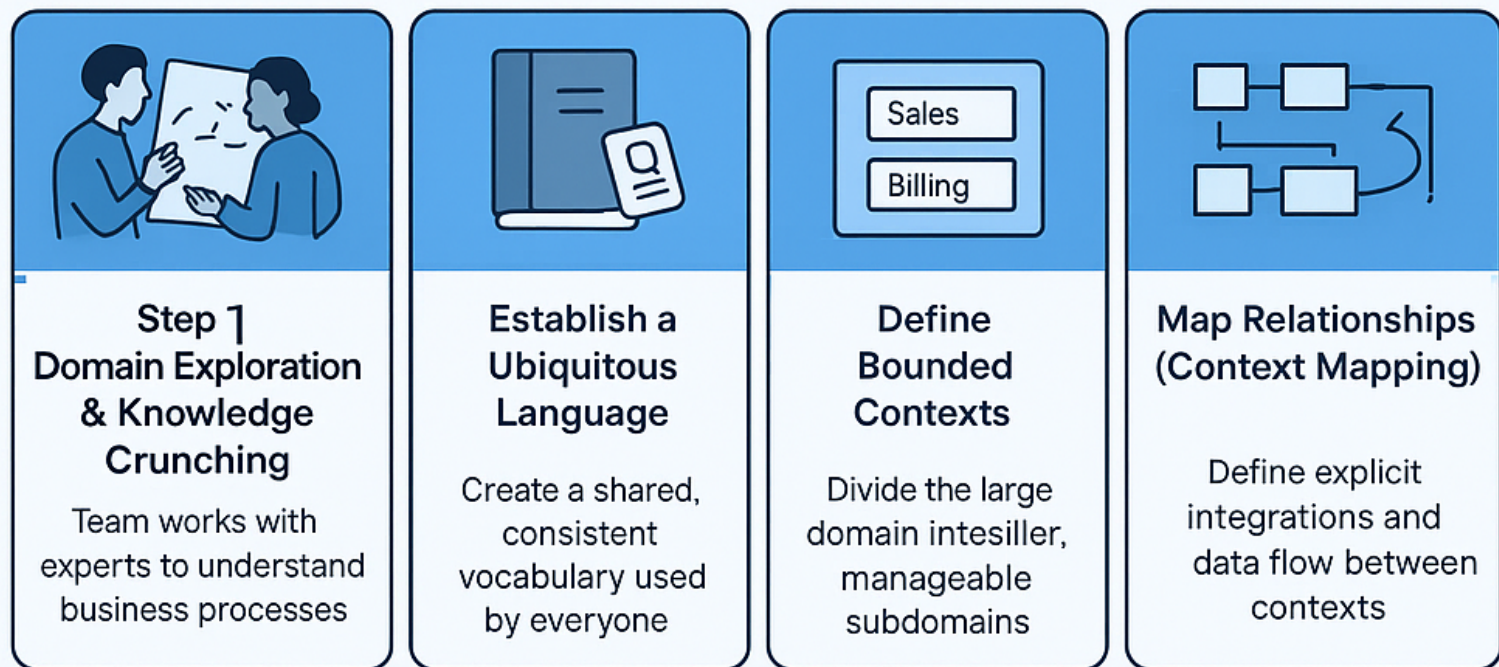 Step 1
Domain Exploration
& Knowledge
Crunching
Team works with
experts to understand
business processes
Establish a
Ubiquitous
Language
Create a shared,
consistent
vocabulary used
by everyone
Sales
Billing
Define
Bounded
Contexts
Divide the large
domain intesiller,
manageable
subdomains
Map Relationships
(Context Mapping)
Define explicit
integrations and
data flow between
contexts